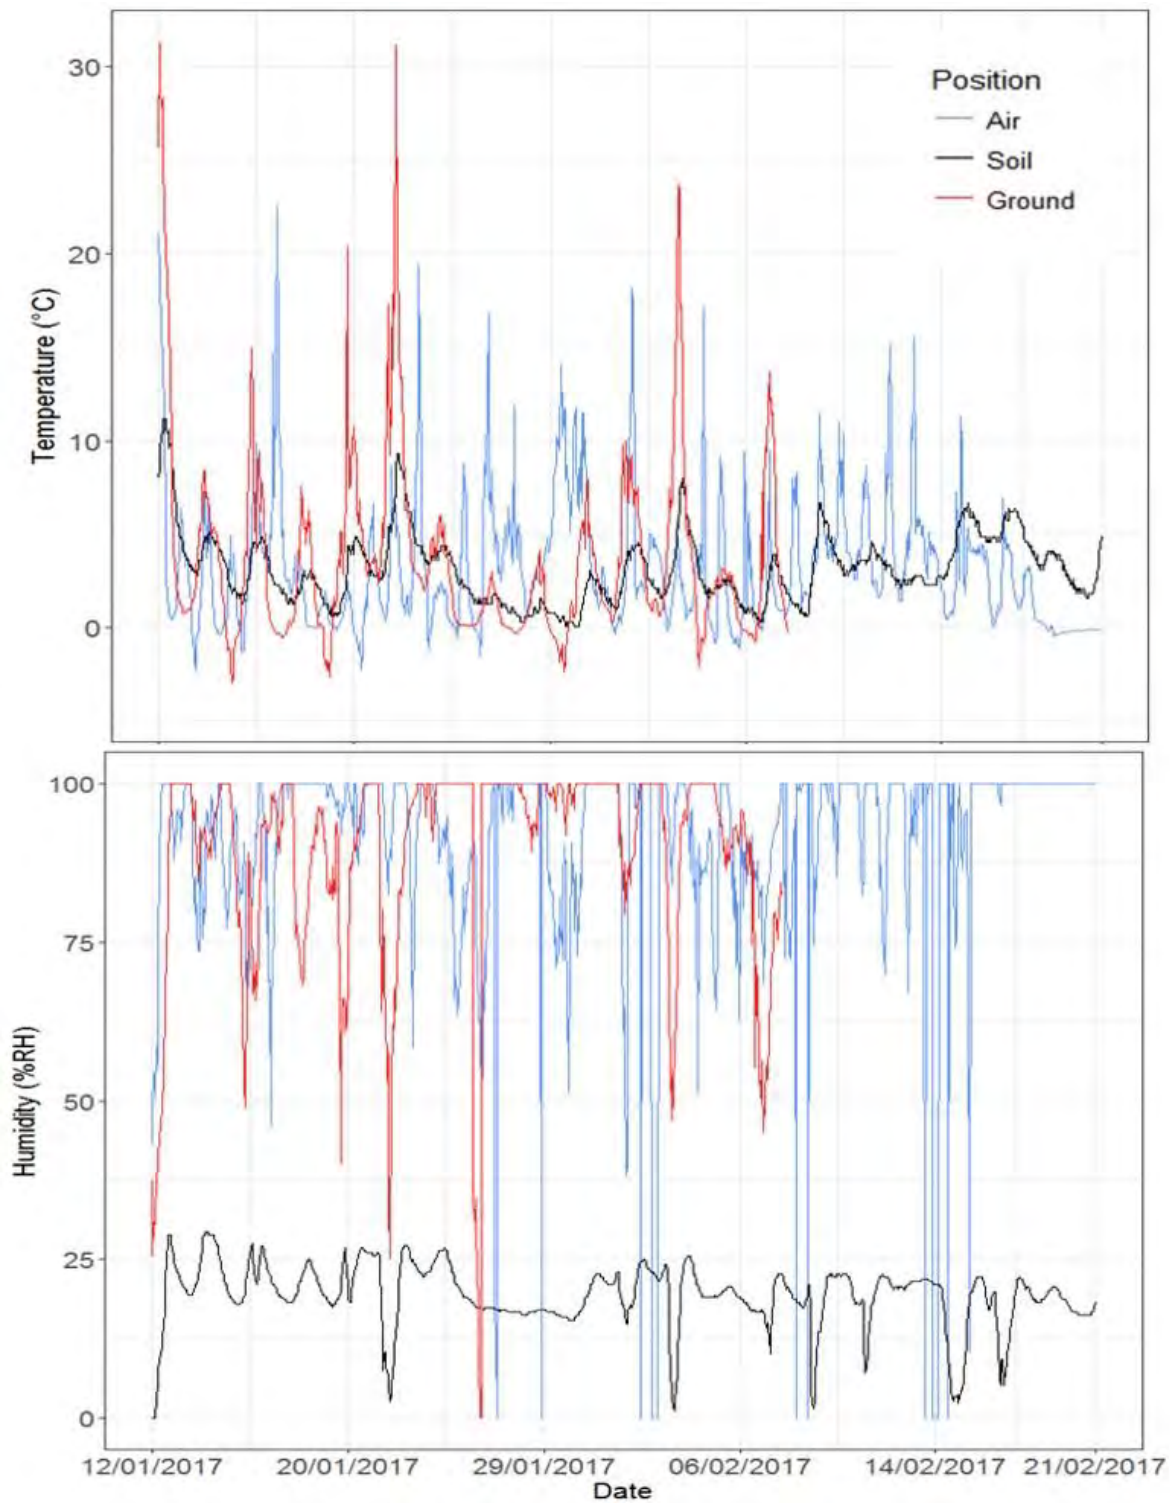 30
20
10
0
Temperature (°C)
Position
Air
Soil
Ground
100
75
50
25
0
Humidity (%RH)
12/01/2017
20/01/2017
29/01/2017
06/02/2017
14/02/2017
21/02/2017
Date